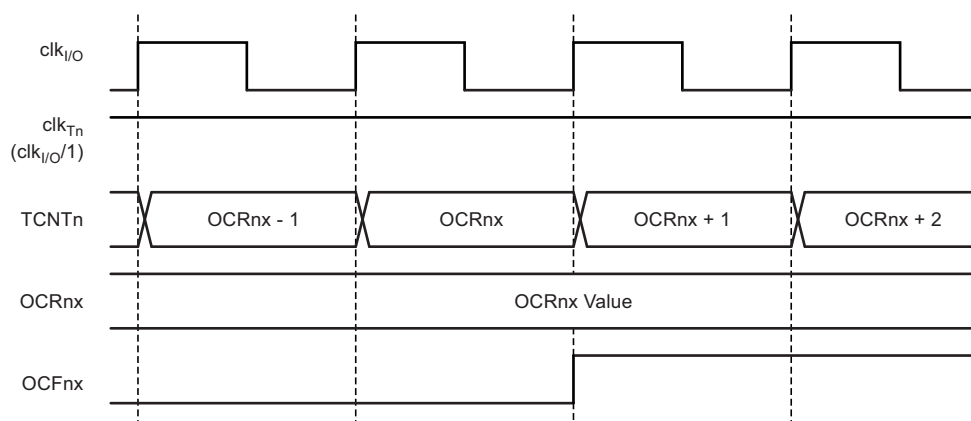 clkI/O
clkTn
(clkI/O/1)
TCNTn OCRnx - 1 OCRnx OCRnx + 1 OCRnx + 2
OCRnx OCRnx Value
OCFnx